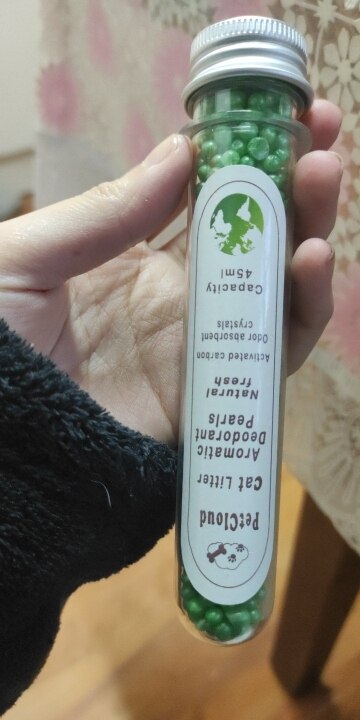 PetCloud
Cat Litter
Aromatic
Deodorant
Pearls
Natural
fresh
Activated carbon
Odor absorbent
crystals
Capacity
45ml